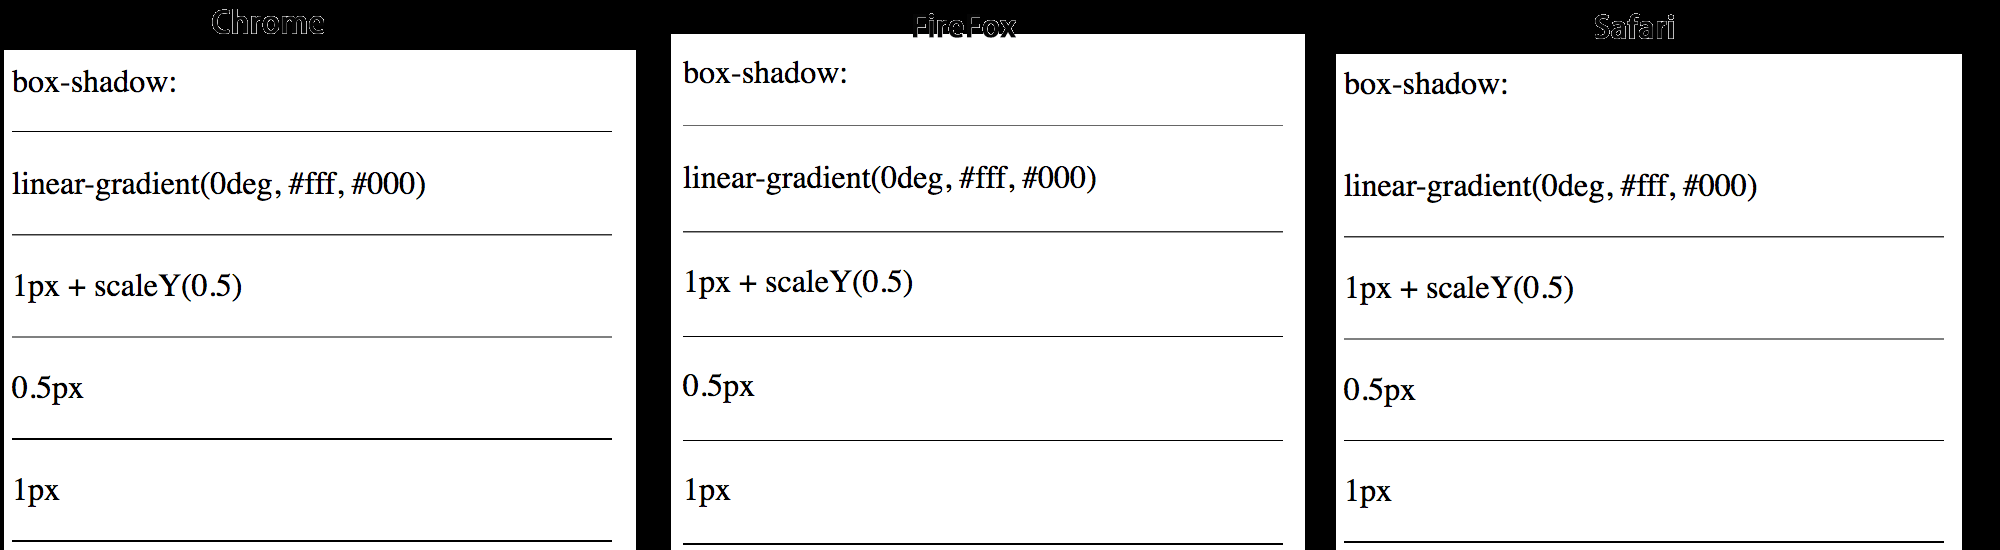 Chrome
box-shadow:
linear-gradient(0deg, #fff, #000)
1px + scaleY(0.5)
0.5px
1px
FireFox
box-shadow:
linear-gradient(0deg, #fff, #000)
1px + scaleY(0.5)
0.5px
1px
Safari
box-shadow:
linear-gradient(0deg, #fff, #000)
1px + scaleY(0.5)
0.5px
1px